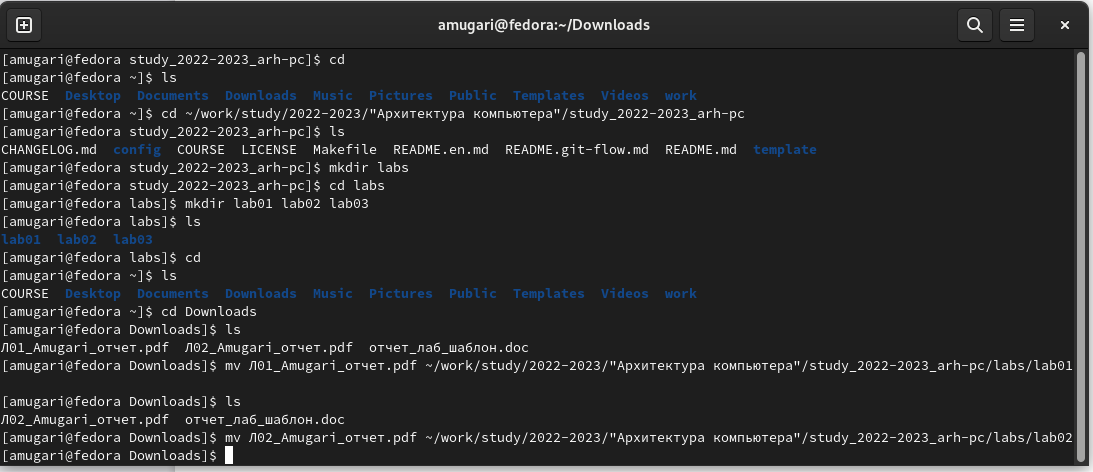 amugari@fedora:~/Downloads
[amugari@fedora study_2022-2023_arh-pc]$ cd
[amugari@fedora ~]$ ls
COURSE  Desktop  Documents  Downloads  Music  Pictures  Public  Templates  Videos  work
[amugari@fedora ~]$ cd ~/work/study/2022-2023/"Архитектура компьютера"/study_2022-2023_arh-pc
[amugari@fedora study_2022-2023_arh-pc]$ ls
CHANGELOG.md  config  COURSE  LICENSE  Makefile  README.en.md  README.git-flow.md  README.md  template
[amugari@fedora study_2022-2023_arh-pc]$ mkdir labs
[amugari@fedora study_2022-2023_arh-pc]$ cd labs
[amugari@fedora labs]$ mkdir lab01 lab02 lab03
[amugari@fedora labs]$ ls
lab01  lab02  lab03
[amugari@fedora labs]$ cd
[amugari@fedora ~]$ ls
COURSE  Desktop  Documents  Downloads  Music  Pictures  Public  Templates  Videos  work
[amugari@fedora ~]$ cd Downloads
[amugari@fedora Downloads]$ ls
Л01_Amugari_отчет.pdf  Л02_Amugari_отчет.pdf  отчет_лаб_шаблон.doc
[amugari@fedora Downloads]$ mv Л01_Amugari_отчет.pdf ~/work/study/2022-2023/"Архитектура компьютера"/study_2022-2023_arh-pc/labs/lab01
[amugari@fedora Downloads]$ ls
Л02_Amugari_отчет.pdf  отчет_лаб_шаблон.doc
[amugari@fedora Downloads]$ mv Л02_Amugari_отчет.pdf ~/work/study/2022-2023/"Архитектура компьютера"/study_2022-2023_arh-pc/labs/lab02
[amugari@fedora Downloads]$